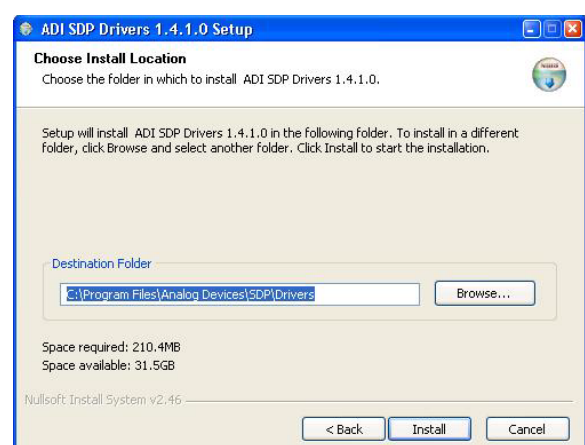 ADI SDP Drivers 1.4.1.0 Setup
Choose Install Location
Choose the folder in which to install ADI SDP Drivers 1.4.1.0.
Setup will install ADI SDP Drivers 1.4.1.0 in the following folder. To install in a different
folder, click Browse and select another folder. Click Install to start the installation.
Destination Folder
C:\Program Files\Analog Devices\SDP\Drivers
Browse...
Space required: 210.4MB
Space available: 31.5GB
Nullsoft Install System v2.46
< Back
Install
Cancel